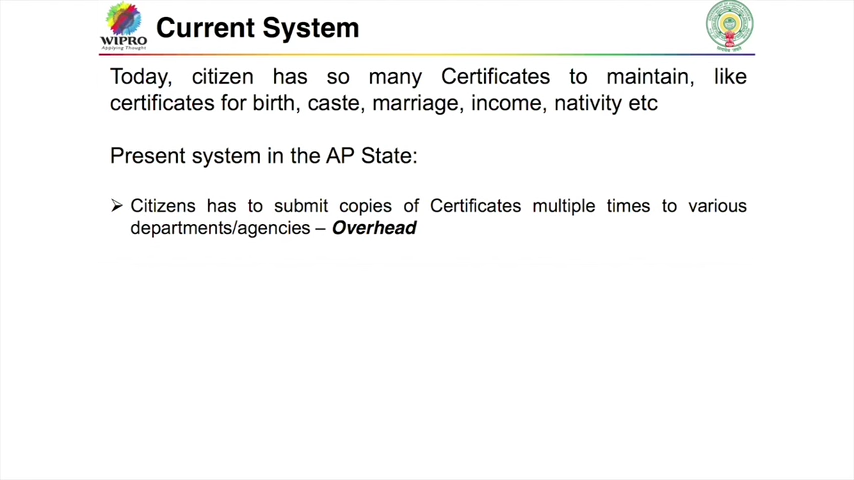 Current System
WIPRO
Applying Thought
Today, citizen has so many Certificates to maintain, like
certificates for birth, caste, marriage, income, nativity etc
Present system in the AP State:
➢ Citizens has to submit copies of Certificates multiple times to various
departments/agencies – Overhead